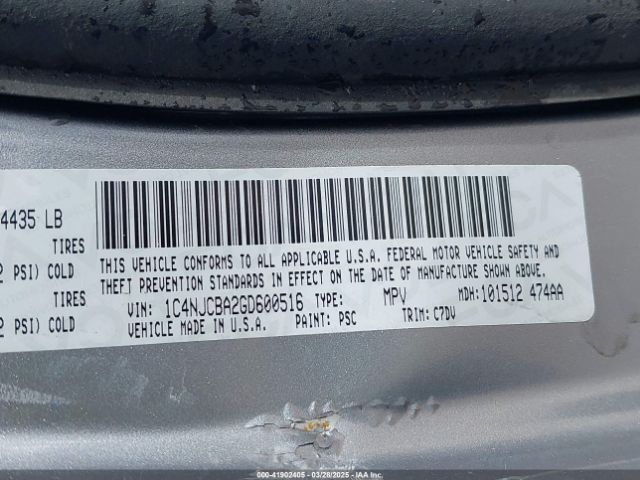 4435 LB
TIRES
PSI) COLD
TIRES
PSI) COLD
THIS VEHICLE CONFORMS TO ALL APPLICABLE U.S.A. FEDERAL MOTOR VEHICLE SAFETY AND
THEFT PREVENTION STANDARDS IN EFFECT ON THE DATE OF MANUFACTURE SHOWN ABOVE.
VIN: 1C4NJCBA2GD600516 TYPE: MPV MDH:101512 474AA
VEHICLE MADE IN U.S.A. PAINT: PSC TRIM: C7DV
000-41902405 - 03/28/2025 - IAA Inc.